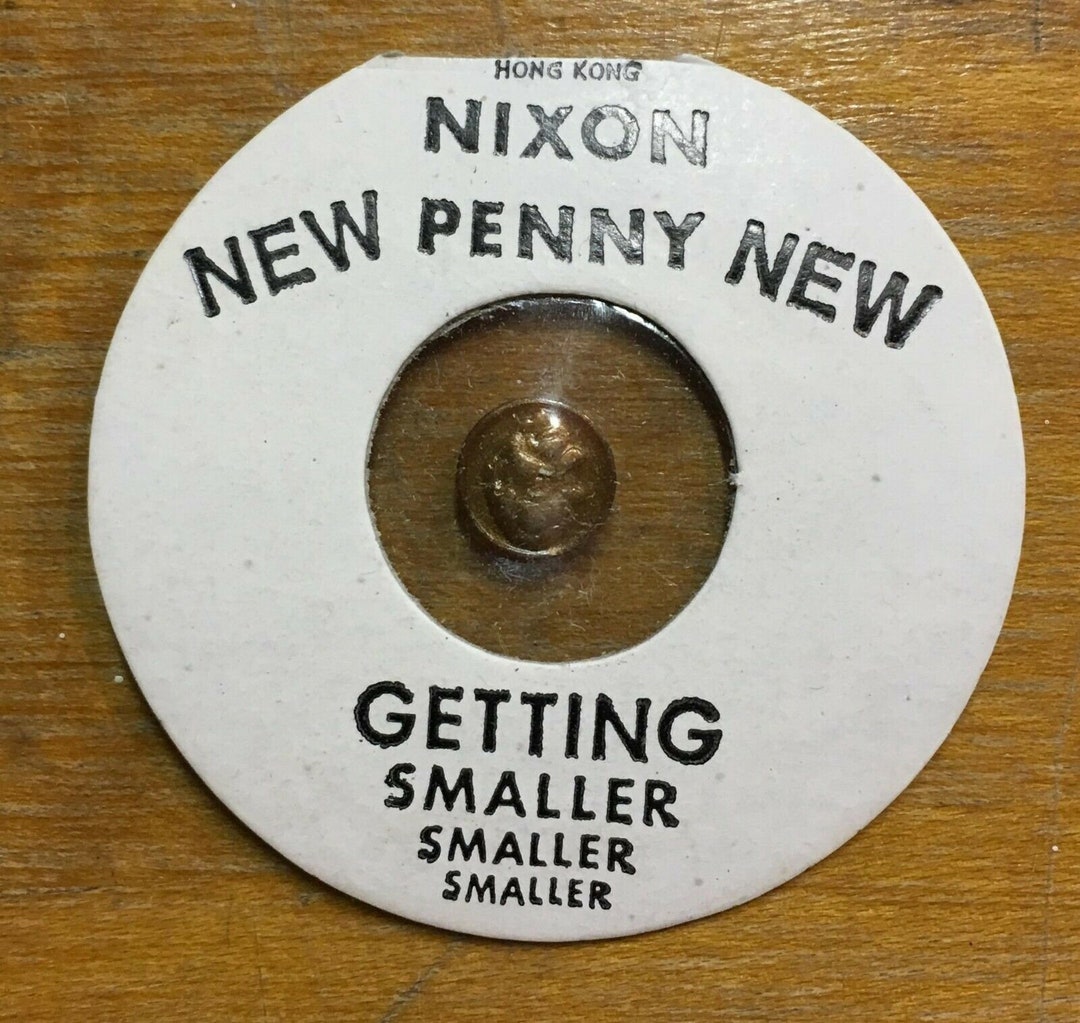 HONG KONG
NIXON
NEW PENNY NEW
GETTING
SMALLER
SMALLER
SMALLER